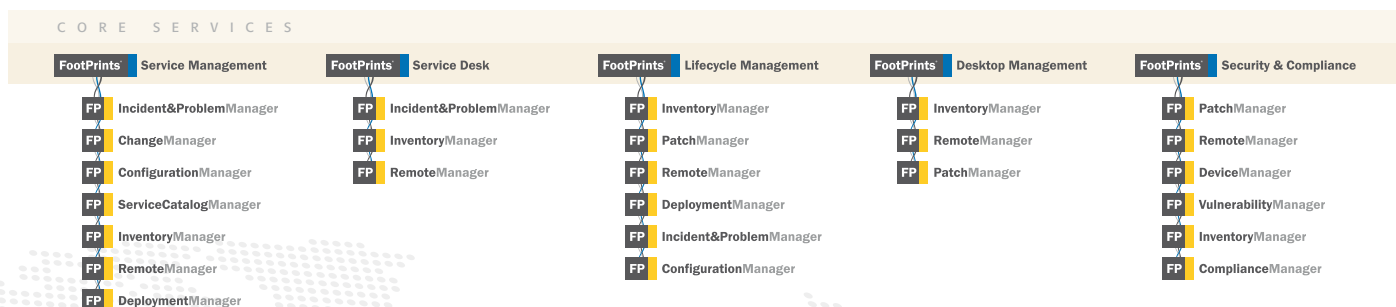 CORE SERVICES
FootPrints Service Management
FP Incident&ProblemManager
FP ChangeManager
FP ConfigurationManager
FP ServiceCatalogManager
FP InventoryManager
FP RemoteManager
FP DeploymentManager
FootPrints Service Desk
FP Incident&ProblemManager
FP InventoryManager
FP RemoteManager
FootPrints Lifecycle Management
FP InventoryManager
FP PatchManager
FP RemoteManager
FP DeploymentManager
FP Incident&ProblemManager
FP ConfigurationManager
FootPrints Desktop Management
FP InventoryManager
FP RemoteManager
FP PatchManager
FootPrints Security & Compliance
FP PatchManager
FP RemoteManager
FP DeviceManager
FP VulnerabilityManager
FP InventoryManager
FP ComplianceManager